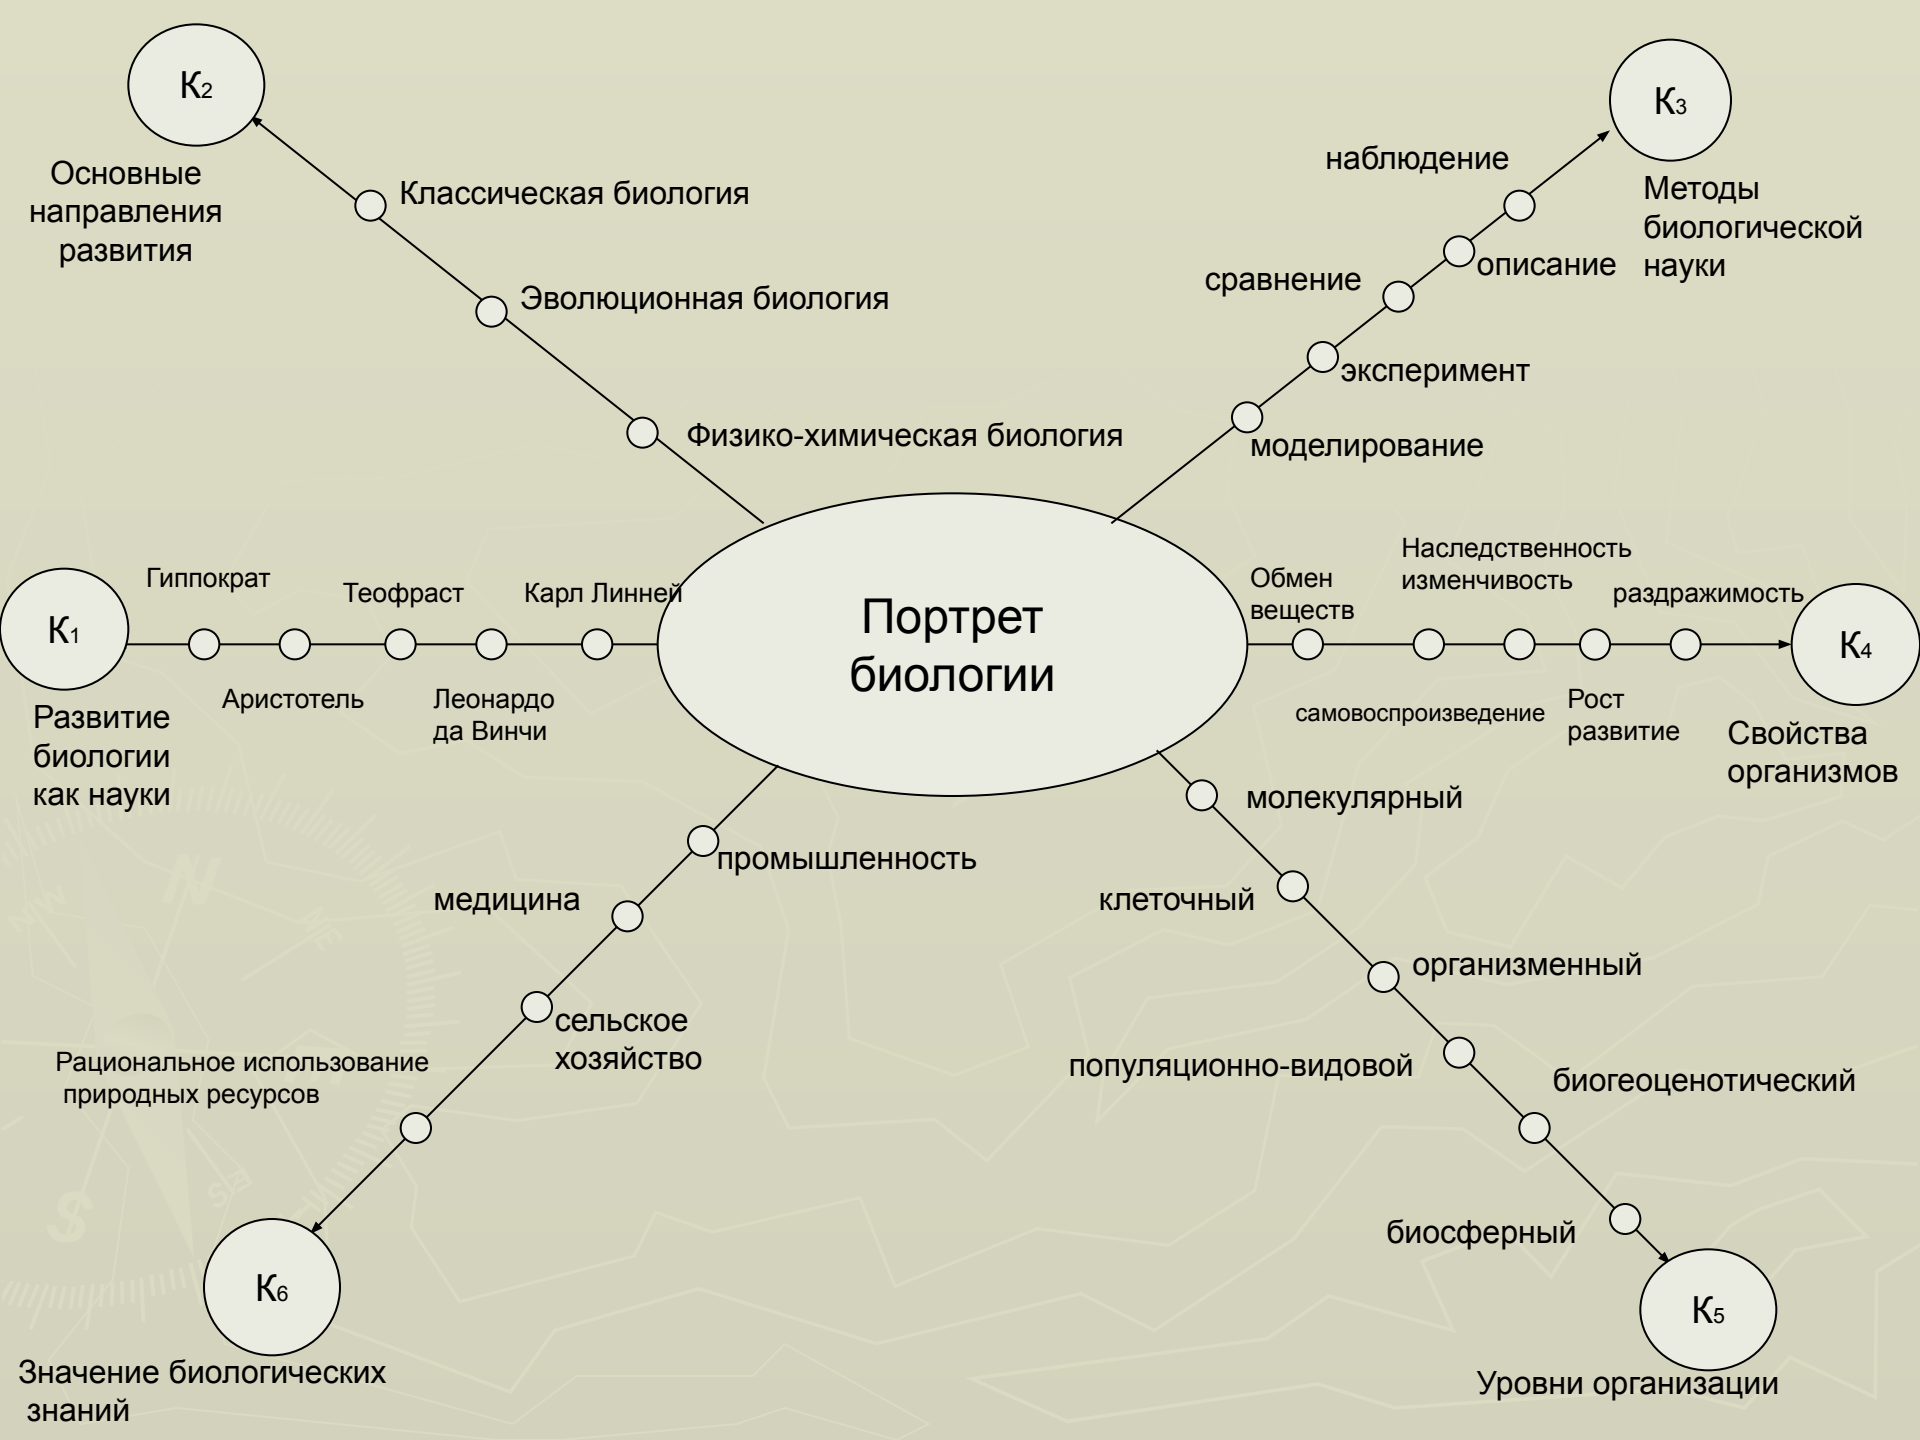 К2
Основные
направления
развития
Классическая биология
Эволюционная биология
Физико-химическая биология
К3
Методы
биологической
науки
наблюдение
описание
сравнение
эксперимент
моделирование
Портрет
биологии
К1
Развитие
биологии
как науки
Гиппократ
Аристотель
Теофраст
Леонардо
да Винчи
Карл Линней
Обмен
веществ
самовоспроизведение
Наследственность
изменчивость
Рост
развитие
раздражимость
К4
Свойства
организмов
промышленность
медицина
сельское
хозяйство
Рациональное использование
природных ресурсов
К6
Значение биологических
знаний
молекулярный
клеточный
организменный
популяционно-видовой
биогеоценотический
биосферный
К5
Уровни организации
N
NW
NE
S